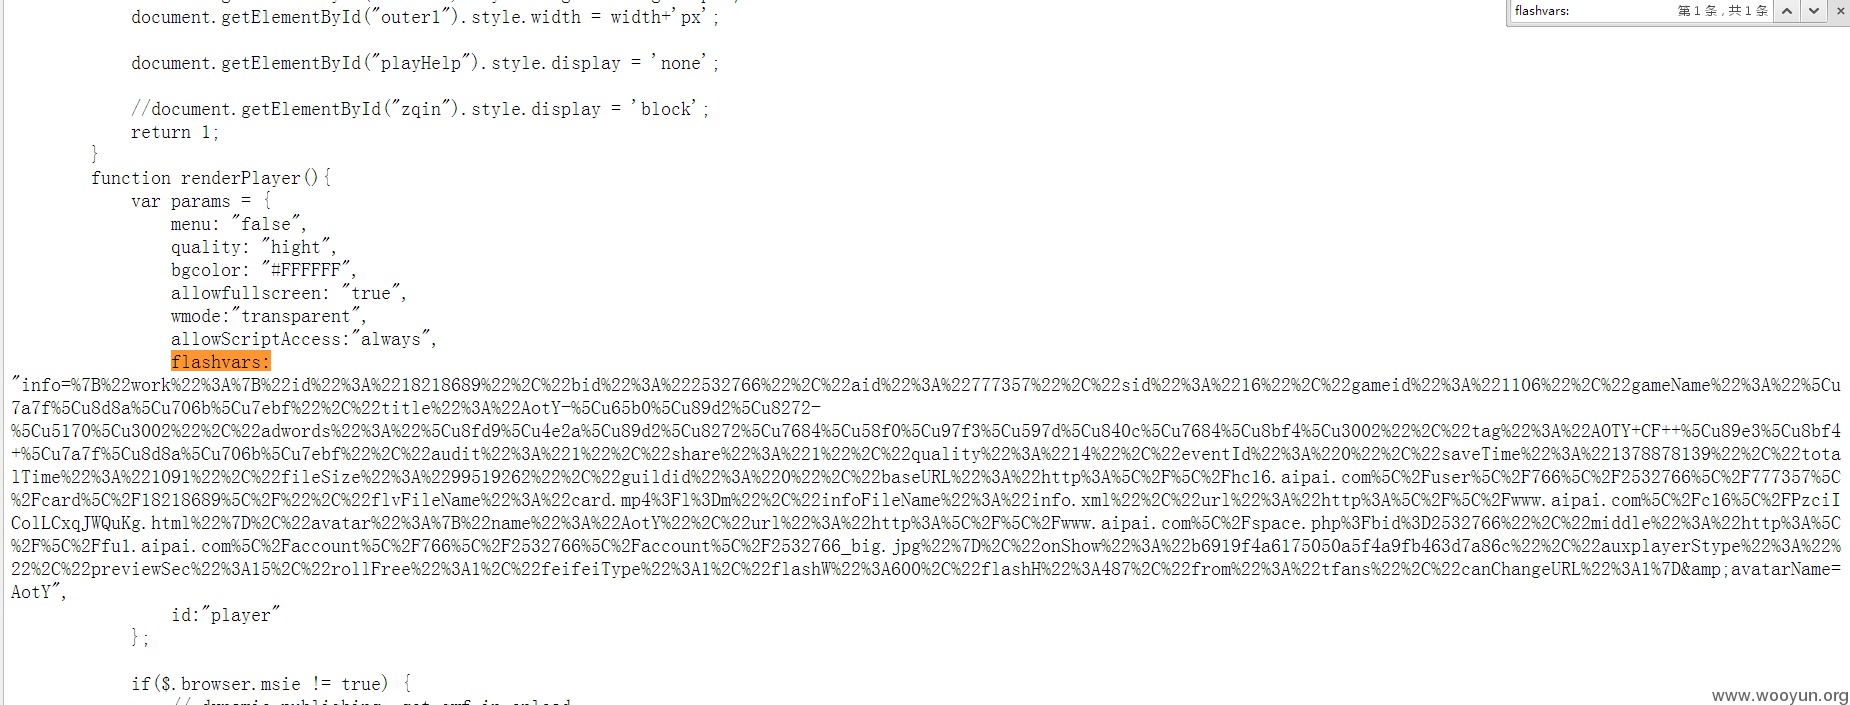 document.getElementById("outer1").style.width = width+'px';
flashvars:
第 1 条 , 共 1 条
document.getElementById("playHelp").style.display = 'none';
//document.getElementById("zqin").style.display = 'block';
return 1;
}
function renderPlayer(){
var params = {
menu: "false",
quality: "hight",
bgcolor: "#FFFFFF",
allowfullscreen: "true",
wmode:"transparent",
allowScriptAccess:"always",
flashvars:
"info=%7B%22work%22%3A%7B%22id%22%3A%2218218689%22%2C%22bid%22%3A%222532766%22%2C%22aid%22%3A%22777357%22%2C%22sid%22%3A%2216%22%2C%22gameid%22%3A%221106%22%2C%22gameName%22%3A%22%5Cu
7a7f%5Cu8d8a%5Cu706b%5Cu7ebf%22%2C%22title%22%3A%22AotY-%5Cu65b0%5Cu89d2%5Cu8272-
%5Cu5170%5Cu3002%22%2C%22adwords%22%3A%22%5Cu8fd9%5Cu4e2a%5Cu89d2%5Cu8272%5Cu7684%5Cu58f0%5Cu97f3%5Cu597d%5Cu840c%5Cu7684%5Cu8bf4%5Cu3002%22%2C%22tag%22%3A%22AOTY+CF++%5Cu89e3%5Cu8bf4
+%5Cu7a7f%5Cu8d8a%5Cu706b%5Cu7ebf%22%2C%22audit%22%3A%221%22%2C%22share%22%3A%221%22%2C%22quality%22%3A%2214%22%2C%22eventId%22%3A%220%22%2C%22saveTime%22%3A%221378878139%22%2C%22tota
lTime%22%3A%221091%22%2C%22fileSize%22%3A%2299519262%22%2C%22guildid%22%3A%220%22%2C%22baseURL%22%3A%22http%3A%5C%2F%5C%2Fhc16.aipai.com%5C%2Fuser%5C%2F766%5C%2F2532766%5C%2F777357%5C
%2Fcard%5C%2F18218689%5C%2F%22%2C%22flvFileName%22%3A%22card.mp4%3Fl%3Dm%22%2C%22infoFileName%22%3A%22info.xml%22%2C%22url%22%3A%22http%3A%5C%2F%5C%2Fwww.aipai.com%5C%2Fc16%5C%2FPzciI
ColLCxqJWQuKg.html%22%7D%2C%22avatar%22%3A%7B%22name%22%3A%22AotY%22%2C%22url%22%3A%22http%3A%5C%2F%5C%2Fwww.aipai.com%5C%2Fspace.php%3Fbid%3D2532766%22%2C%22middle%22%3A%22http%3A%5C
%2F%5C%2Ffu1.aipai.com%5C%2Faccount%5C%2F766%5C%2F2532766%5C%2Faccount%5C%2F2532766_big.jpg%22%7D%2C%22onShow%22%3A%22b6919f4a6175050a5f4a9fb463d7a86c%22%2C%22auxplayerStype%22%3A%22%
22%2C%22previewSec%22%3A15%2C%22rollFree%22%3A1%2C%22feifeiType%22%3A1%2C%22flashW%22%3A600%2C%22flashH%22%3A487%2C%22from%22%3A%22tfans%22%2C%22canChangeURL%22%3A1%7D&amp;avatarName=
AotY",
id:"player"
};
if($.browser.msie != true) {
www.wooyun.org